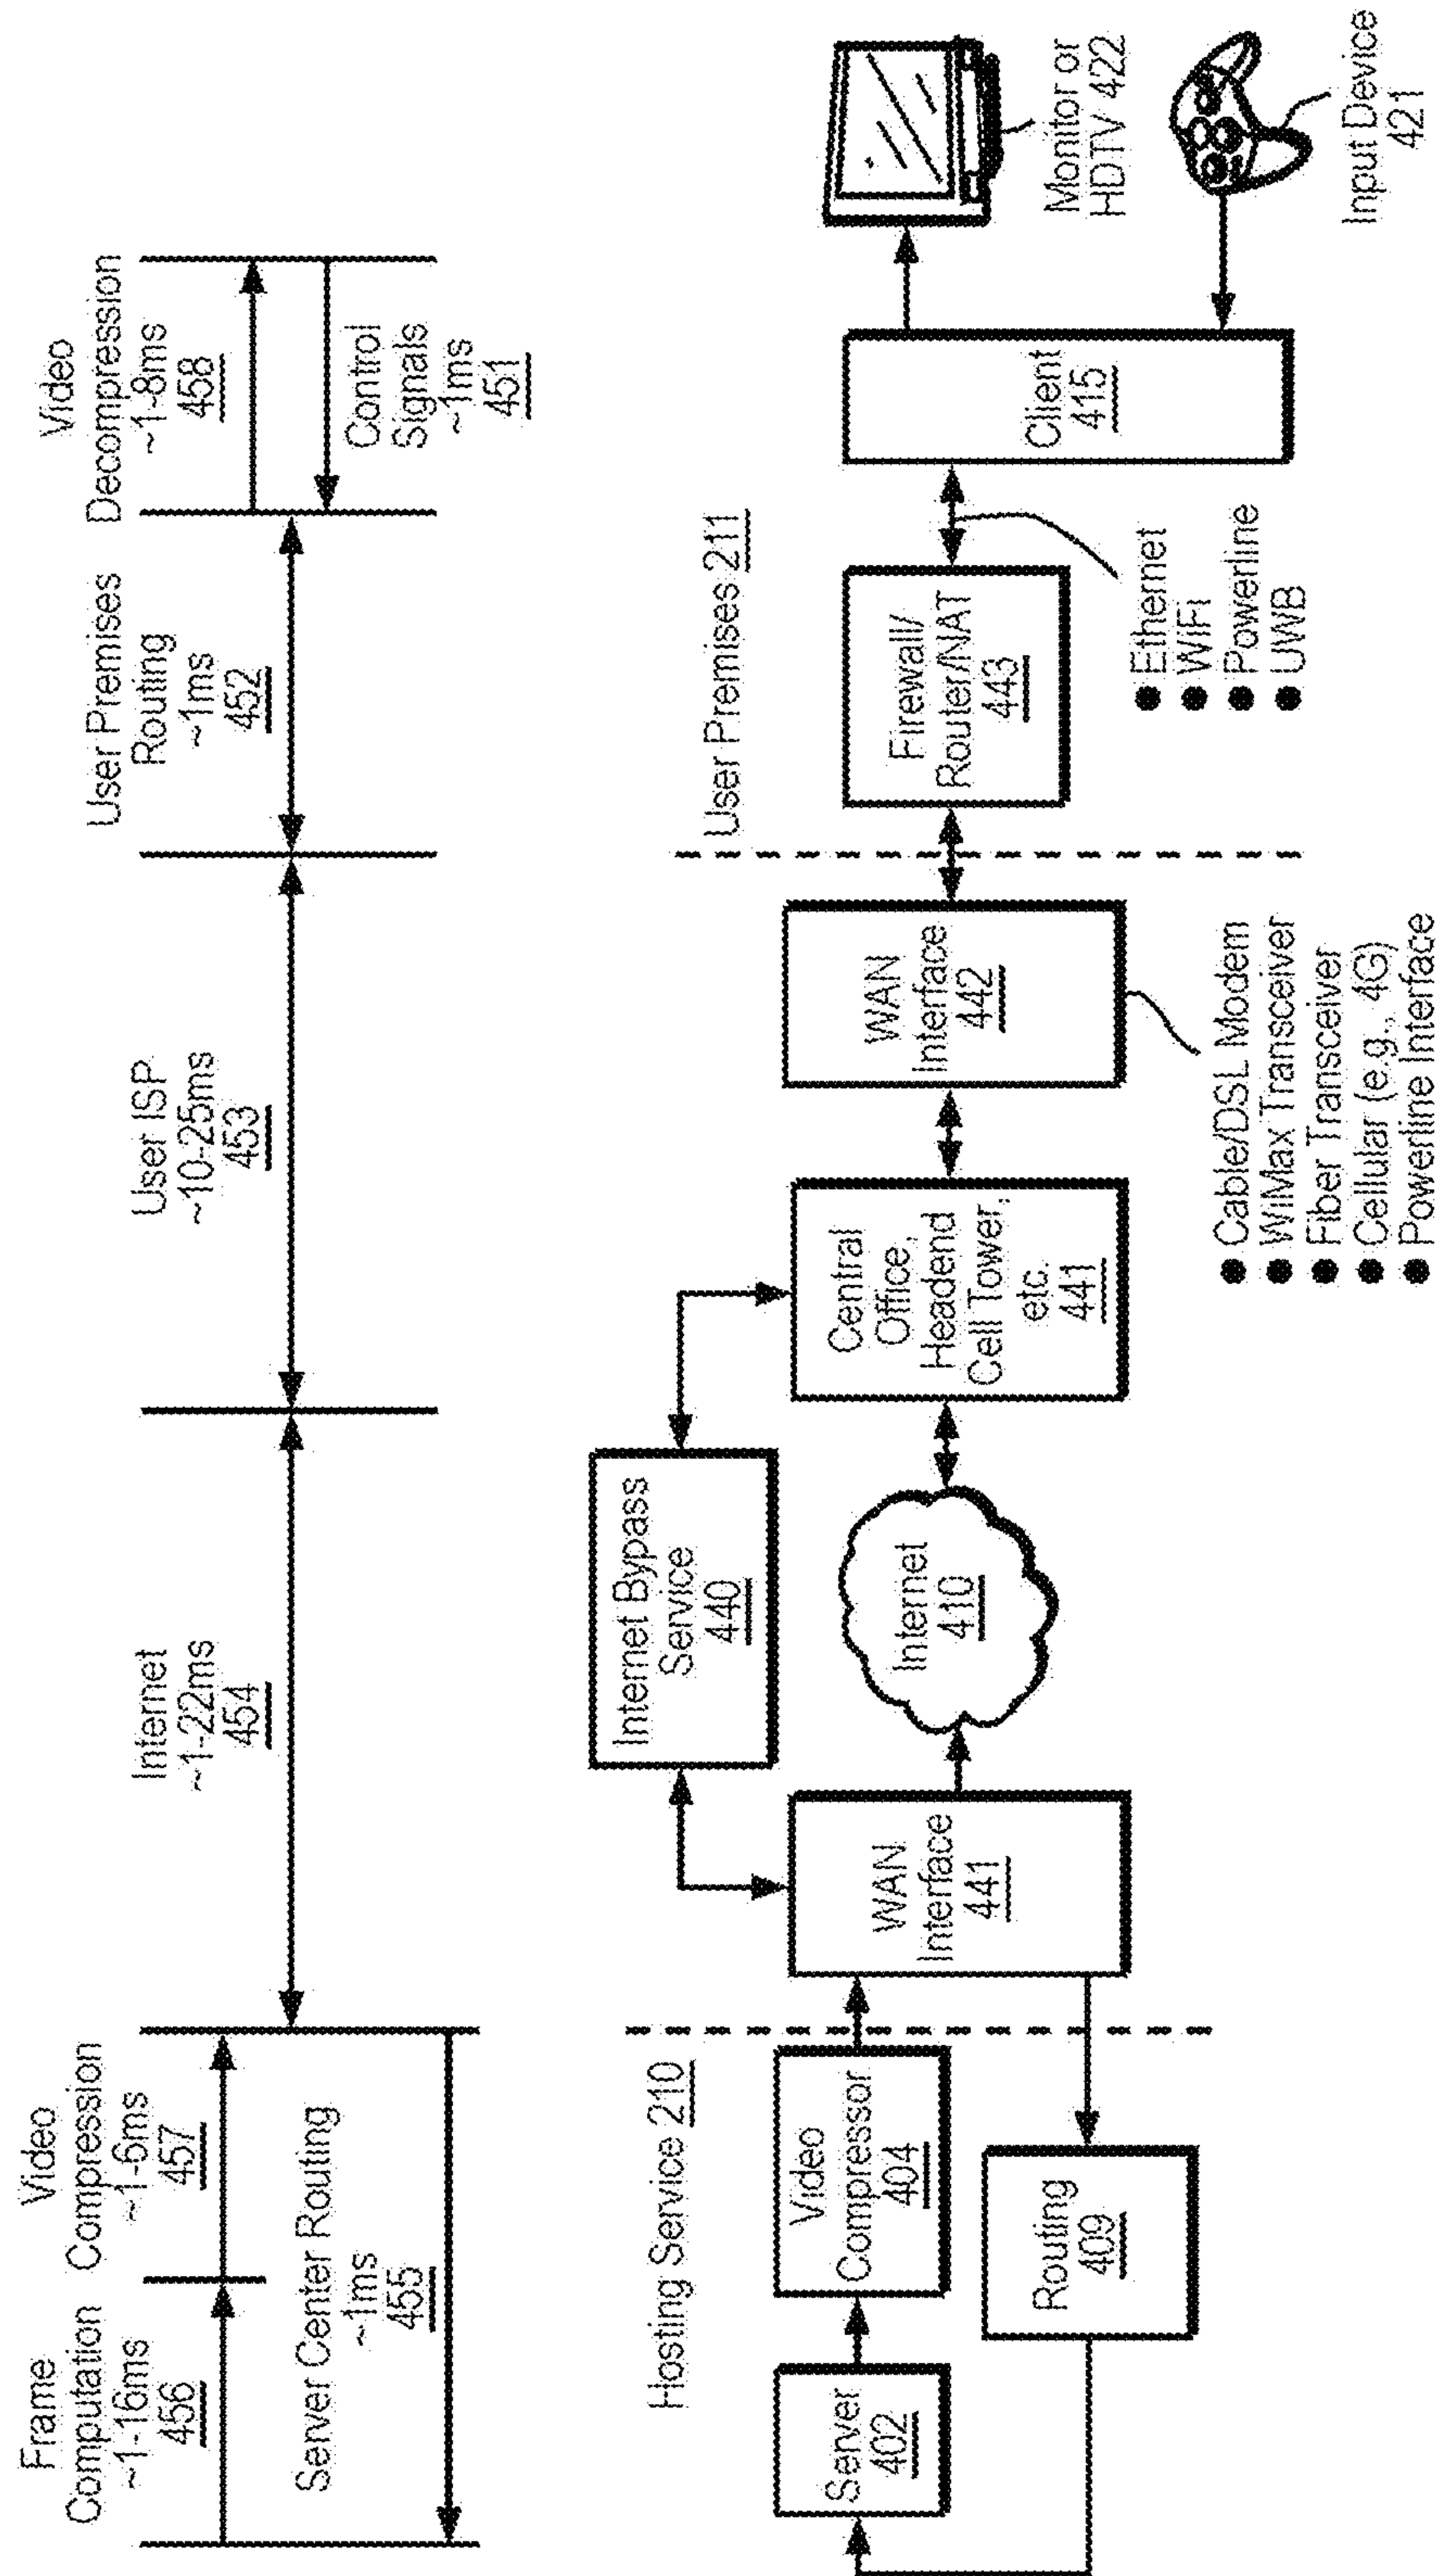 Frame
Computation
~1-16ms
456
Video
Compression
~1-6ms
457
Server Center Routing
~1ms
455
Internet
~1-22ms
454
User ISP
~10-25ms
453
User Premises
Routing
~1ms
452
Video
Decompression
~1-8ms
458
Control
Signals
~1ms
451
Hosting Service 210
Server
402
Video
Compressor
404
Routing
409
WAN
Interface
441
Internet Bypass
Service
440
Internet
410
Central
Office,
Headend
Cell Tower,
etc.
441
WAN
Interface
442
Cable/DSL Modem
WiMax Transceiver
Fiber Transceiver
Cellular (e.g., 4G)
Powerline Interface
User Premises 211
Firewall/
Router/NAT
443
Ethernet
WiFi
Powerline
UWB
Client
415
Monitor or
HDTV 422
Input Device
421